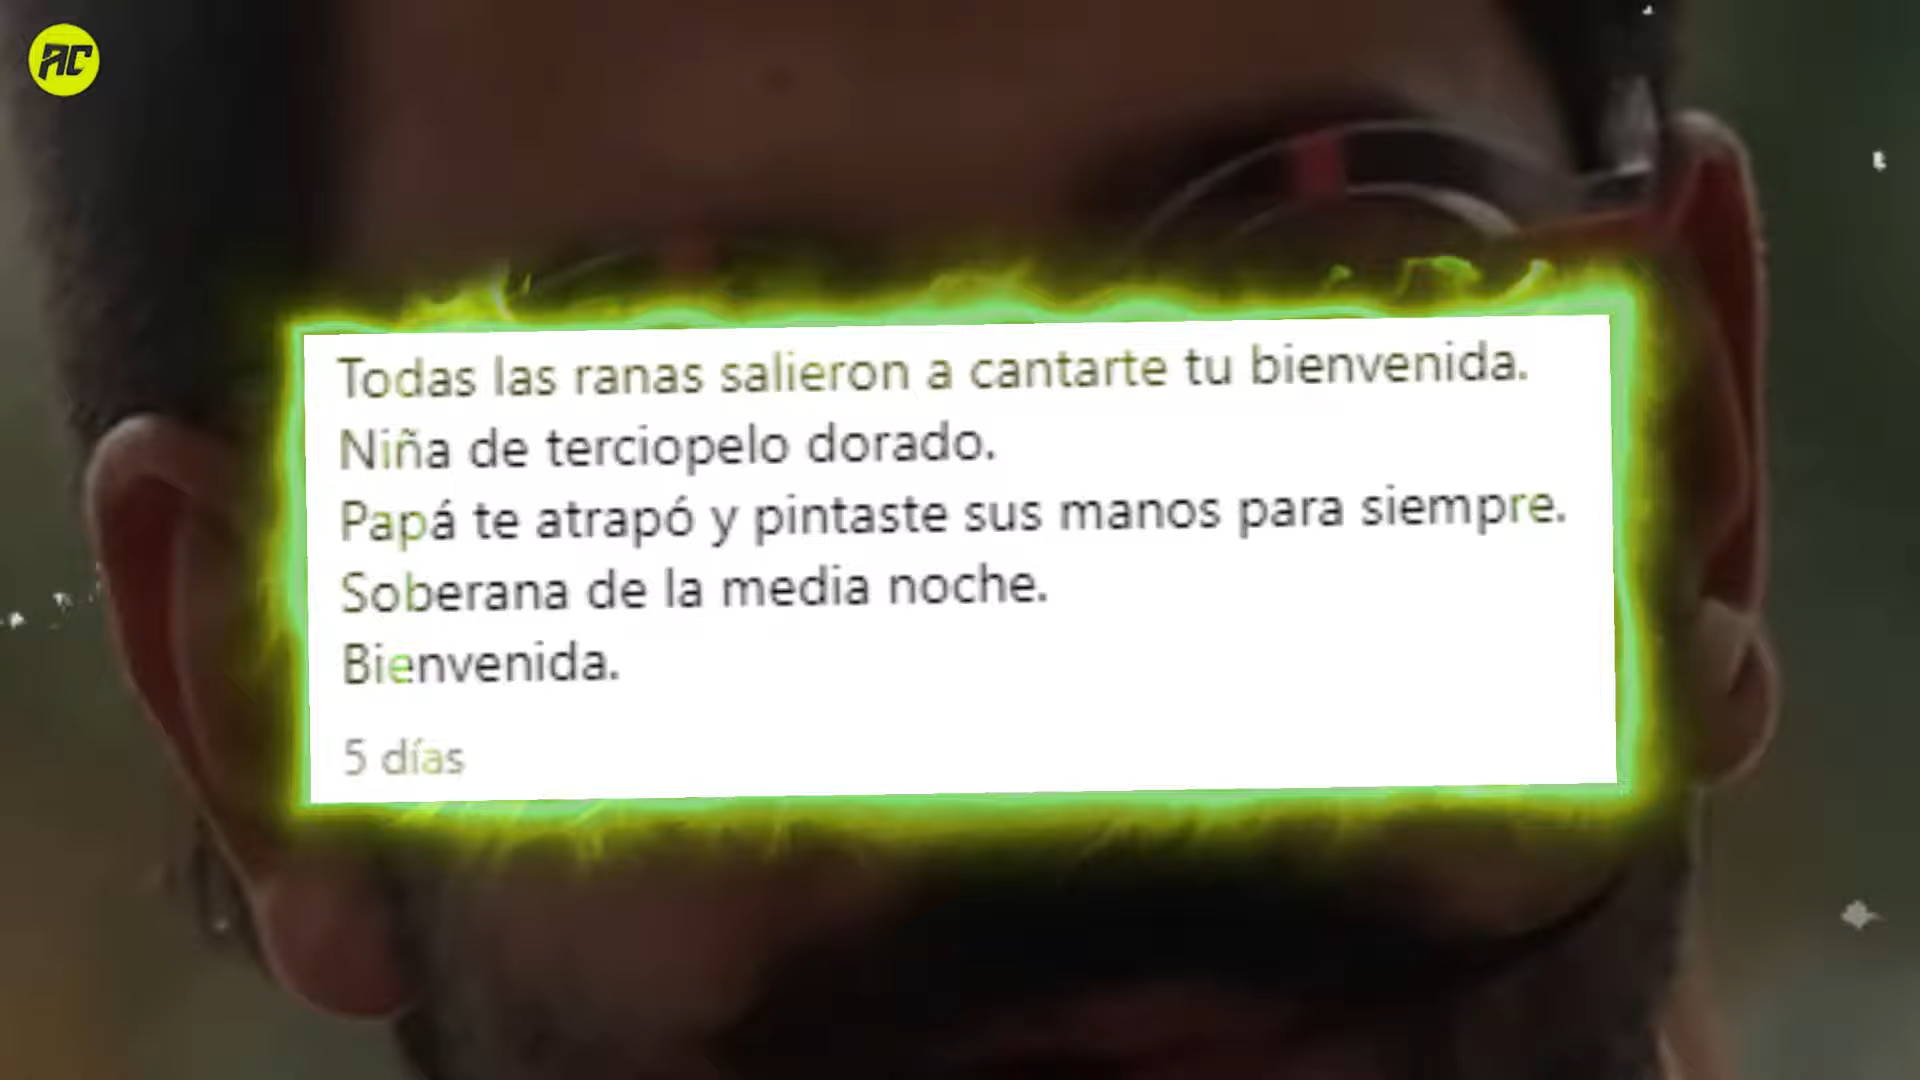 AC
Todas las ranas salieron a cantarte tu bienvenida.
Niña de terciopelo dorado.
Papá te atrapó y pintaste sus manos para siempre.
Soberana de la media noche.
Bienvenida.
5 días